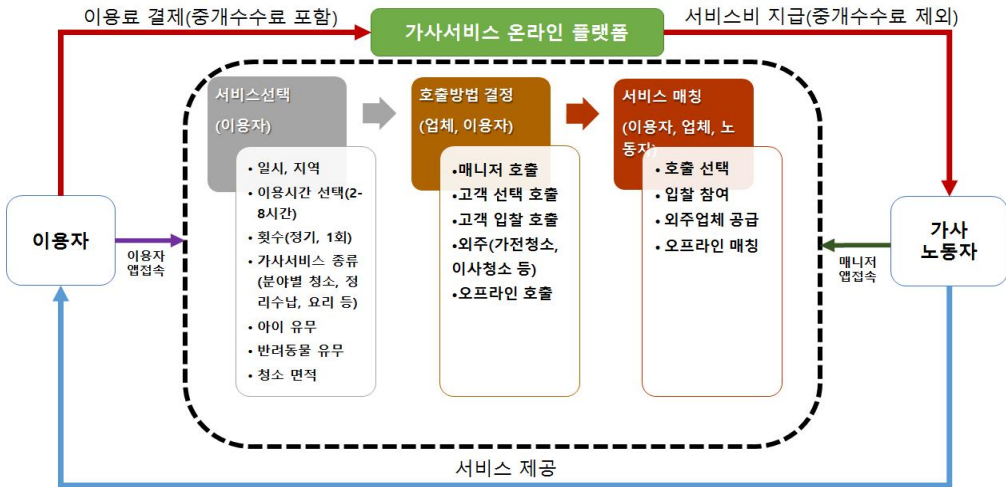 이용료 결제(중개수수료 포함)
가사서비스 온라인 플랫폼
서비스비 지급(중개수수료 제외)
서비스선택
(이용자)
• 일시, 지역
• 이용시간 선택(2-
8시간)
• 횟수(정기, 1회)
• 가사서비스 종류
(분야별 청소, 정
리수납, 요리 등)
• 아이 유무
• 반려동물 유무
• 청소 면적
호출방법 결정
(업체, 이용자)
•매니저 호출
•고객 선택 호출
•고객 입찰 호출
•외주(가전청소,
이사청소 등)
•오프라인 호출
서비스 매칭
(이용자, 업체, 노
동자)
• 호출 선택
• 입찰 참여
• 외주업체 공급
• 오프라인 매칭
이용자
이용자
앱접속
매니저
앱접속
가사
노동자
서비스 제공